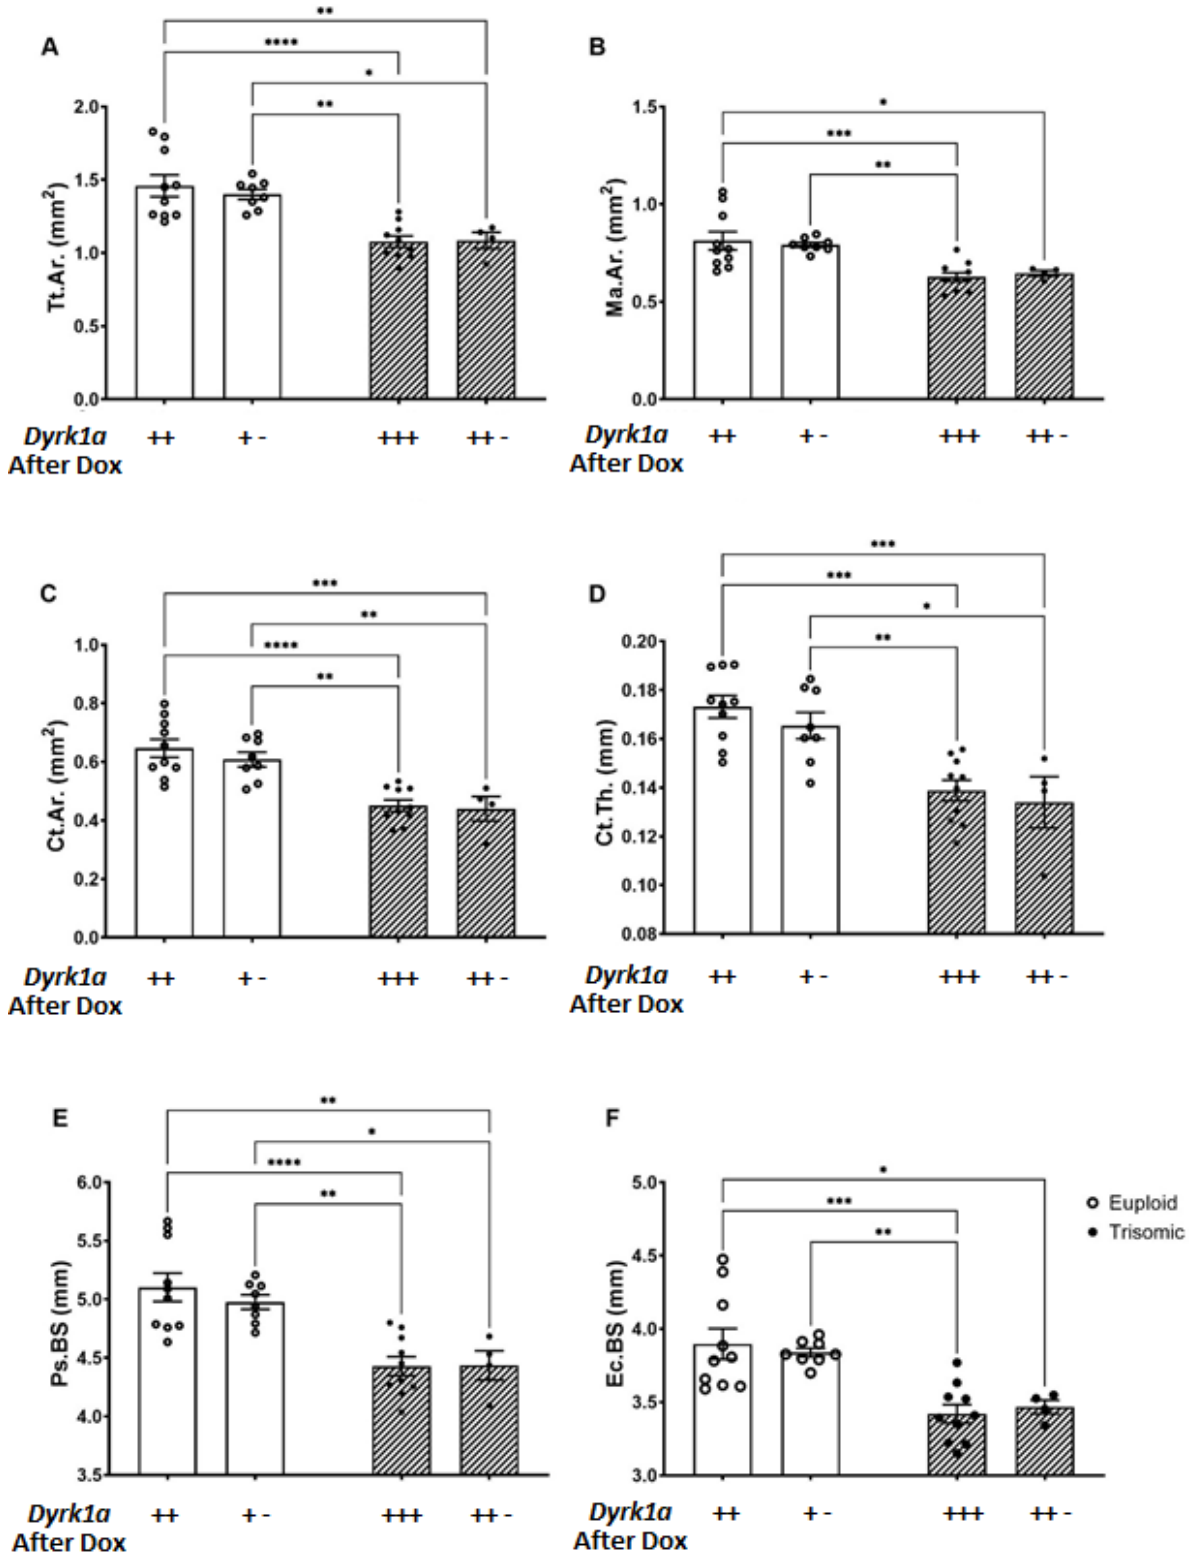 A
**
****
*
**
Tt.Ar. (mm²)
2.0
1.5
1.0
0.5
0.0
Dyrk1a ++ + - +++ ++ -
After Dox
B
*
***
**
Ma.Ar. (mm²)
1.5
1.0
0.5
0.0
Dyrk1a ++ + - +++ ++ -
After Dox
C
***
**
****
**
Ct.Ar. (mm²)
1.0
0.8
0.6
0.4
0.2
0.0
Dyrk1a ++ + - +++ ++ -
After Dox
D
***
***
*
**
Ct.Th. (mm)
0.20
0.18
0.16
0.14
0.12
0.10
0.08
Dyrk1a ++ + - +++ ++ -
After Dox
E
**
*
****
**
Ps.BS (mm)
6.0
5.5
5.0
4.5
4.0
3.5
Dyrk1a ++ + - +++ ++ -
After Dox
F
*
***
**
Ec.BS (mm)
5.0
4.5
4.0
3.5
3.0
Dyrk1a ++ + - +++ ++ -
After Dox
Euploid
Trisomic